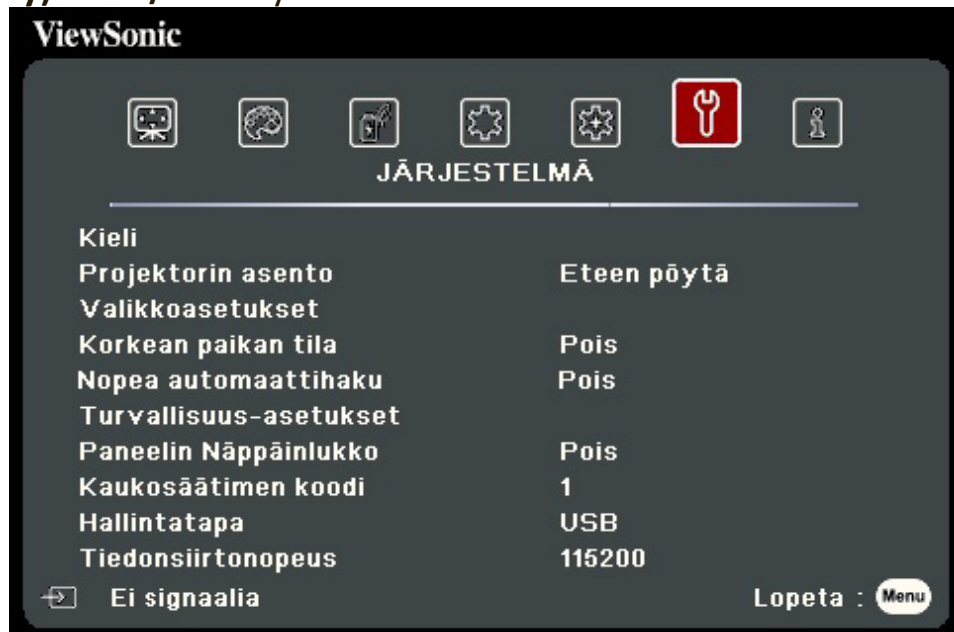 ViewSonic
JÄRJESTELMÄ
Kieli
Projektorin asento Eteen pöytä
Valikkoasetukset
Korkean paikan tila Pois
Nopea automaattihaku Pois
Turvallisuus-asetukset
Paneelin Näppäinlukko Pois
Kaukosäätimen koodi 1
Hallintatapa USB
Tiedonsiirtonopeus 115200
Ei signaalia Lopeta : Menu